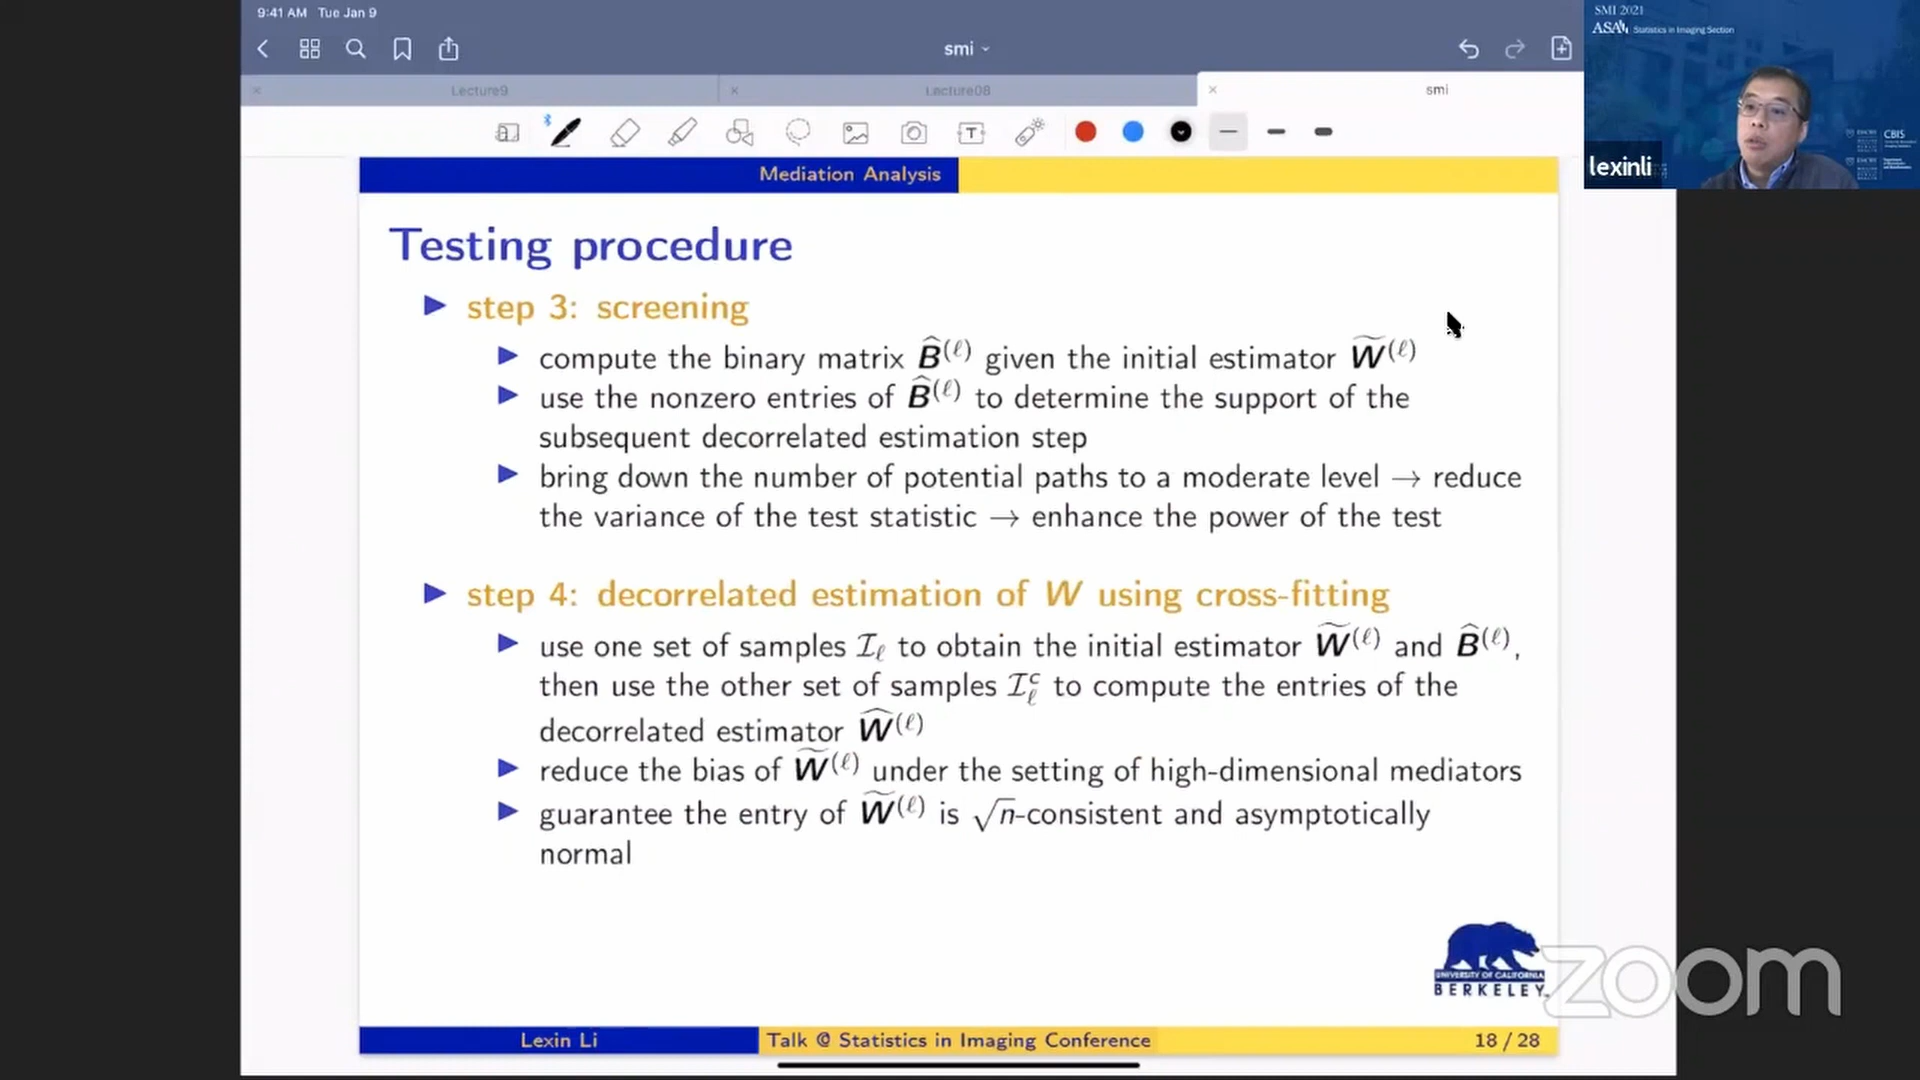 9:41 AM Tue Jan 9
smi
Lecture9
Lecture08
smi
T
SMI 2021
ASA Statistics in Imaging Section
CBIS
lexinli
Mediation Analysis
Testing procedure
▶ step 3: screening
▶ compute the binary matrix B̂^(ℓ) given the initial estimator W̃^(ℓ)
▶ use the nonzero entries of B̂^(ℓ) to determine the support of the
subsequent decorrelated estimation step
▶ bring down the number of potential paths to a moderate level → reduce
the variance of the test statistic → enhance the power of the test
▶ step 4: decorrelated estimation of W using cross-fitting
▶ use one set of samples I_ℓ to obtain the initial estimator W̃^(ℓ) and B̂^(ℓ),
then use the other set of samples I_ℓ^c to compute the entries of the
decorrelated estimator Ŵ^(ℓ)
▶ reduce the bias of W̃^(ℓ) under the setting of high-dimensional mediators
▶ guarantee the entry of W̃^(ℓ) is √n-consistent and asymptotically
normal
UNIVERSITY OF CALIFORNIA
BERKELEY
zoom
Lexin Li
Talk @ Statistics in Imaging Conference
18 / 28